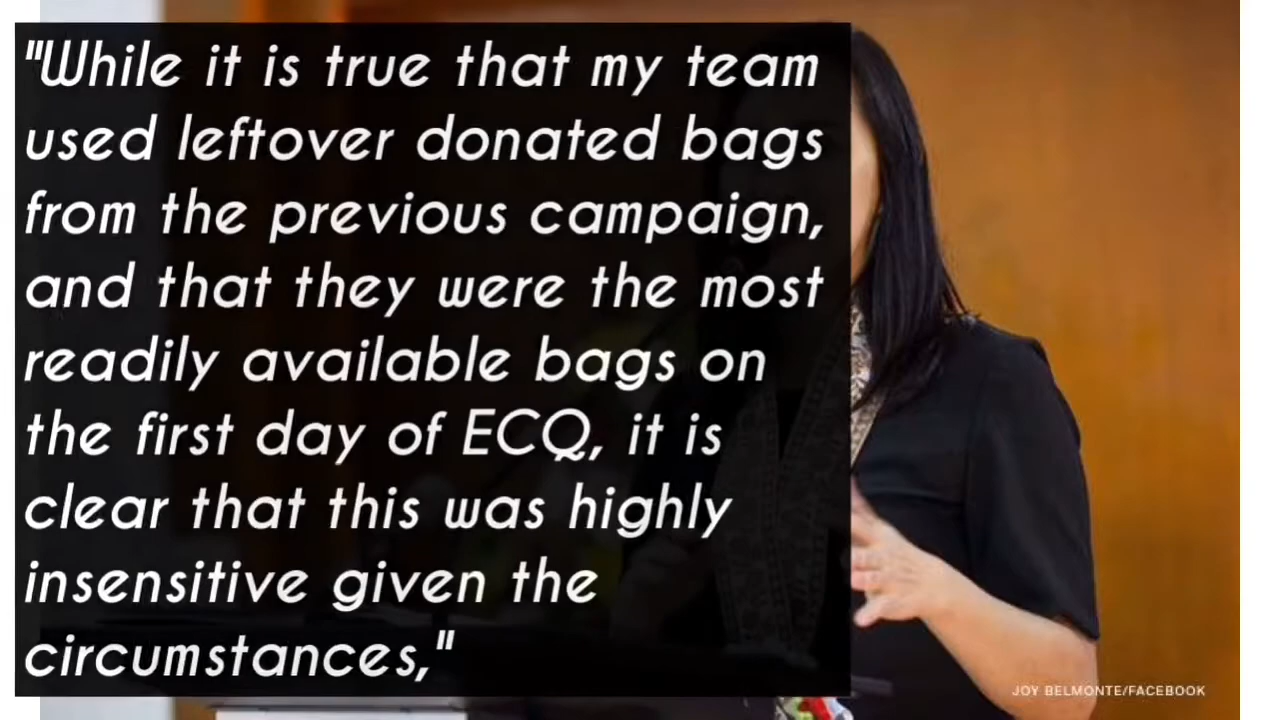 "While it is true that my team
used leftover donated bags
from the previous campaign,
and that they were the most
readily available bags on
the first day of ECQ, it is
clear that this was highly
insensitive given the
circumstances,"
JOY BELMONTE/FACEBOOK